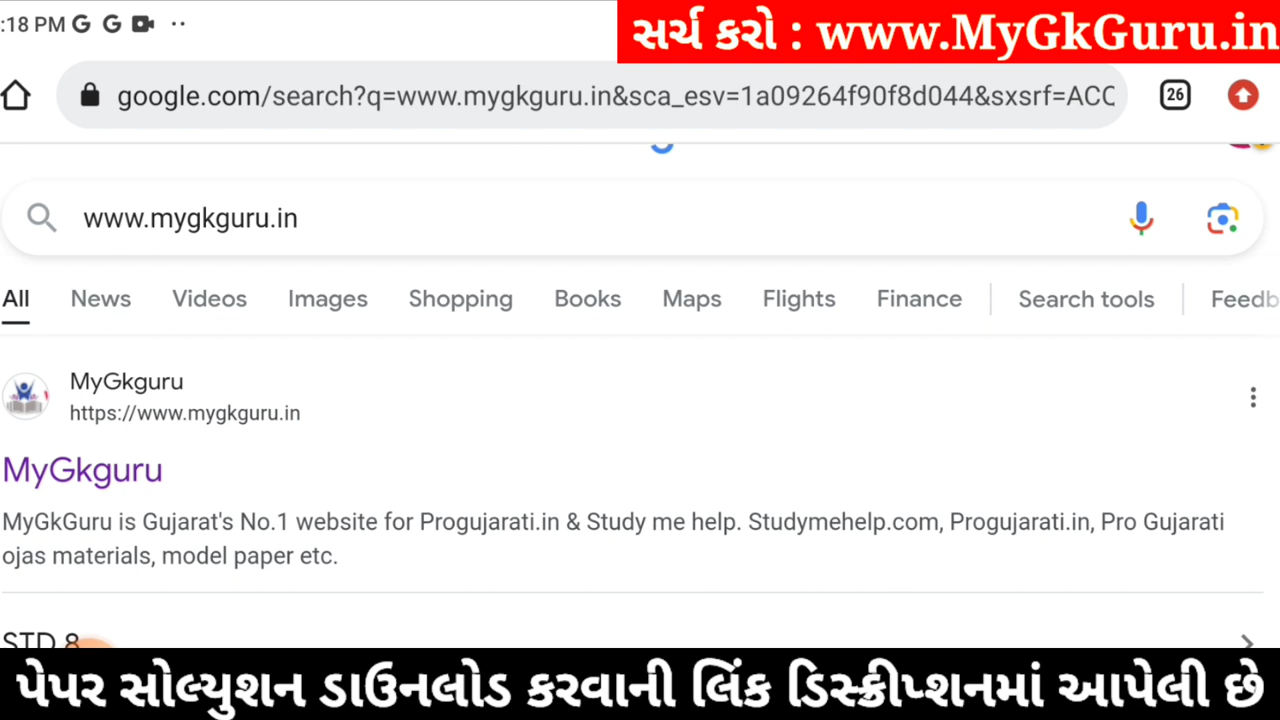 :18 PM
સર્ચ કરો : www.MyGkGuru.in
google.com/search?q=www.mygkguru.in&sca_esv=1a09264f90f8d044&sxsrf=ACC
26
www.mygkguru.in
All News Videos Images Shopping Books Maps Flights Finance Search tools Feedb
MyGkguru
https://www.mygkguru.in
MyGkguru
MyGkGuru is Gujarat's No.1 website for Progujarati.in & Study me help. Studymehelp.com, Progujarati.in, Pro Gujarati
ojas materials, model paper etc.
STD 8
પેપર સોલ્યુશન ડાઉનલોડ કરવાની લિંક ડિસ્ક્રીપ્શનમાં આપેલી છે